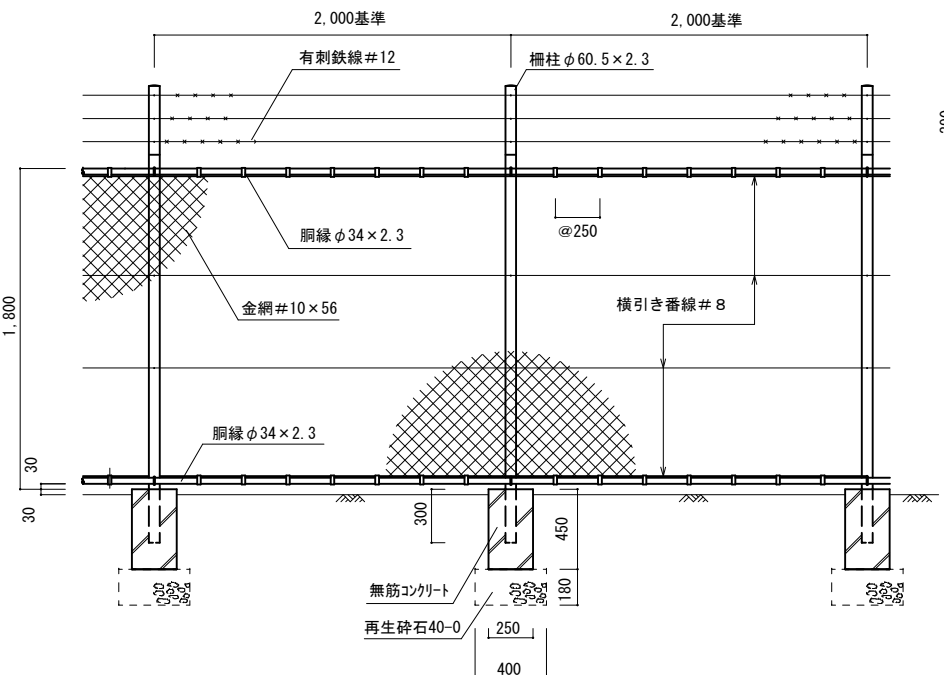 2,000基準
2,000基準
有刺鉄線#12
柵柱φ60.5×2.3
@250
胴縁φ34×2.3
金網#10×56
横引き番線#8
1,800
胴縁φ34×2.3
30
30
300
450
無筋コンクリート
180
再生砕石40-0
250
400